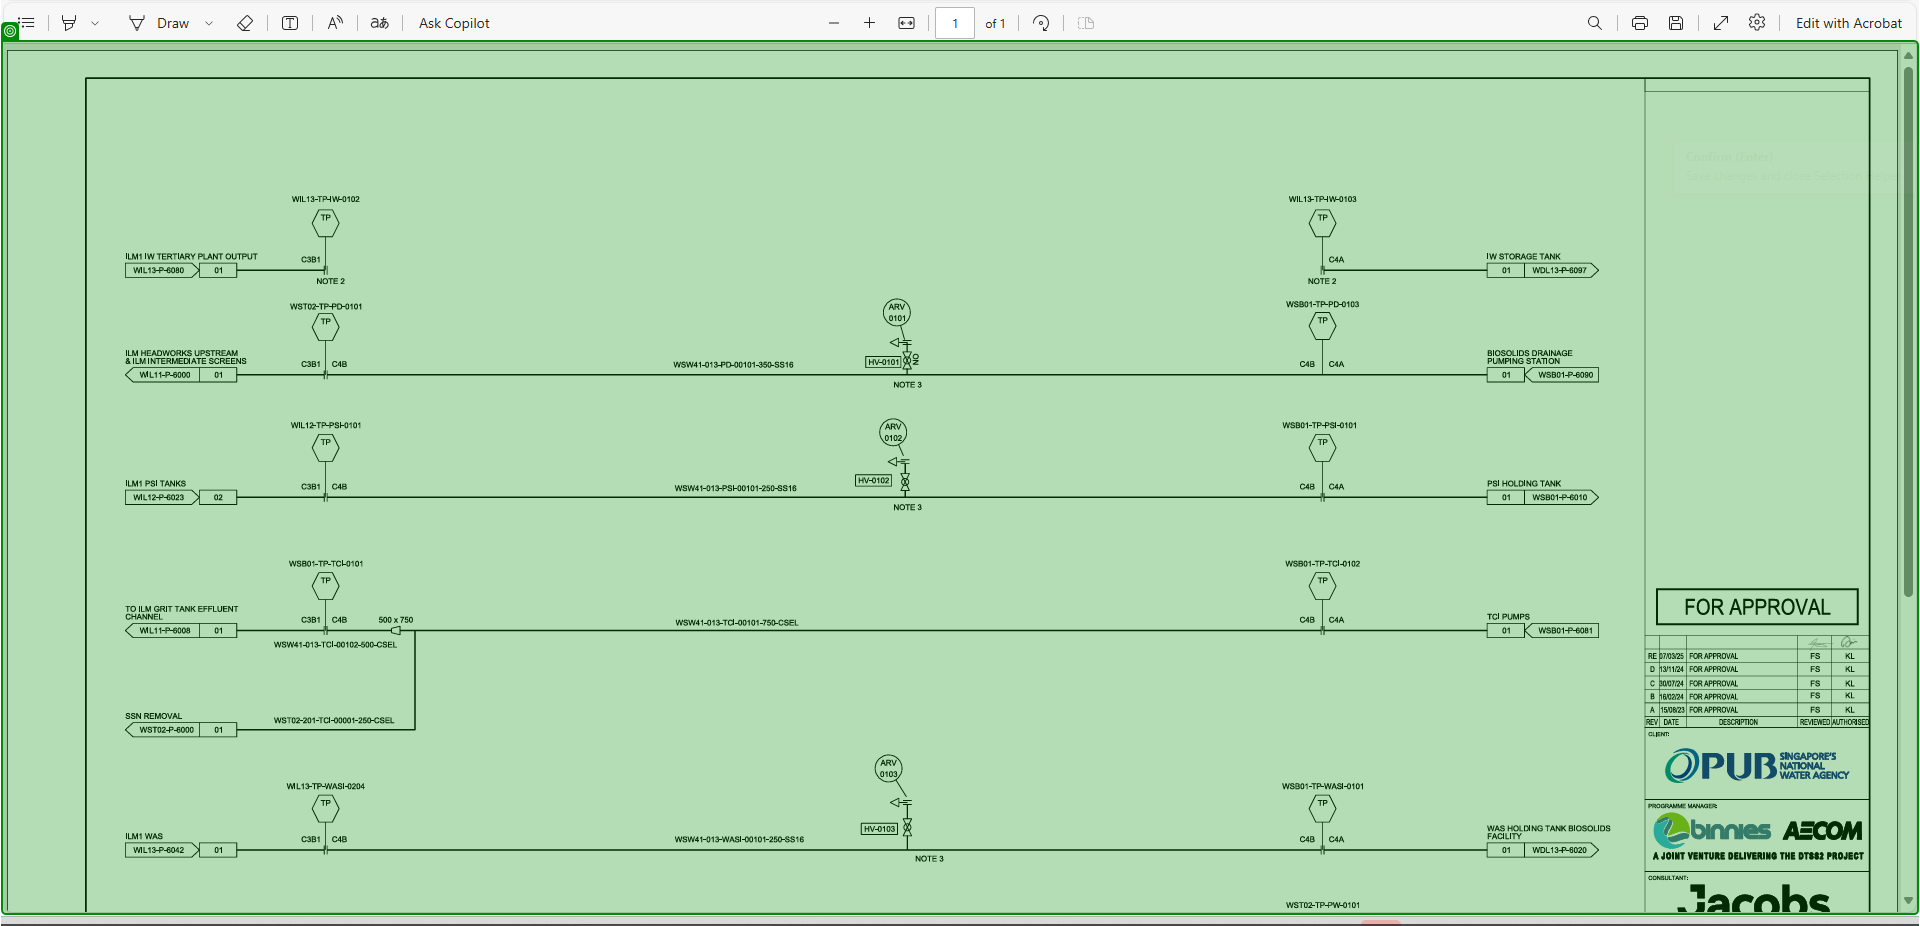 Draw
Ask Copilot
1 of 1
Edit with Acrobat
WIL13-TP-IW-0102
TP
ILM1 IW TERTIARY PLANT OUTPUT
C3B1
WIL13-P-6080 01
NOTE 2
WIL13-TP-IW-0103
TP
C4A
IW STORAGE TANK
01 WDL13-P-6097
NOTE 2
WST02-TP-PD-0101
TP
ILM HEADWORKS UPSTREAM
& ILM INTERMEDIATE SCREENS
C3B1 C4B
WIL11-P-6000 01
WSW41-013-PD-00101-350-SS16
ARV
0101
HV-0101
NO
NOTE 3
WSB01-TP-PD-0103
TP
C4B C4A
BIOSOLIDS DRAINAGE
PUMPING STATION
01 WSB01-P-6090
WIL12-TP-PSI-0101
TP
ILM1 PSI TANKS
C3B1 C4B
WIL12-P-6023 02
WSW41-013-PSI-00101-250-SS16
ARV
0102
HV-0102
NOTE 3
WSB01-TP-PSI-0101
TP
C4B C4A
PSI HOLDING TANK
01 WSB01-P-6010
WSB01-TP-TCI-0101
TP
TO ILM GRIT TANK EFFLUENT
CHANNEL
C3B1 C4B
500 x 750
WIL11-P-6008 01
WSW41-013-TCI-00102-500-CSEL
WSW41-013-TCI-00101-750-CSEL
WSB01-TP-TCI-0102
TP
C4B C4A
TCI PUMPS
01 WSB01-P-6081
SSN REMOVAL
WST02-P-6000 01
WST02-201-TCI-00001-250-CSEL
WIL13-TP-WASI-0204
TP
ILM1 WAS
C3B1 C4B
WIL13-P-6042 01
WSW41-013-WASI-00101-250-SS16
ARV
0103
HV-0103
NOTE 3
WSB01-TP-WASI-0101
TP
C4B C4A
WAS HOLDING TANK BIOSOLIDS
FACILITY
01 WDL13-P-6020
WST02-TP-PW-0101
FOR APPROVAL
RE 07/03/25 FOR APPROVAL FS KL
D 13/11/24 FOR APPROVAL FS KL
C 30/07/24 FOR APPROVAL FS KL
B 16/02/24 FOR APPROVAL FS KL
A 15/08/23 FOR APPROVAL FS KL
REV DATE DESCRIPTION REVIEWED AUTHORISED
CLIENT:
PUB SINGAPORE'S
NATIONAL
WATER AGENCY
PROGRAMME MANAGER:
binnies AECOM
A JOINT VENTURE DELIVERING THE DTSS2 PROJECT
CONSULTANT:
Jacobs